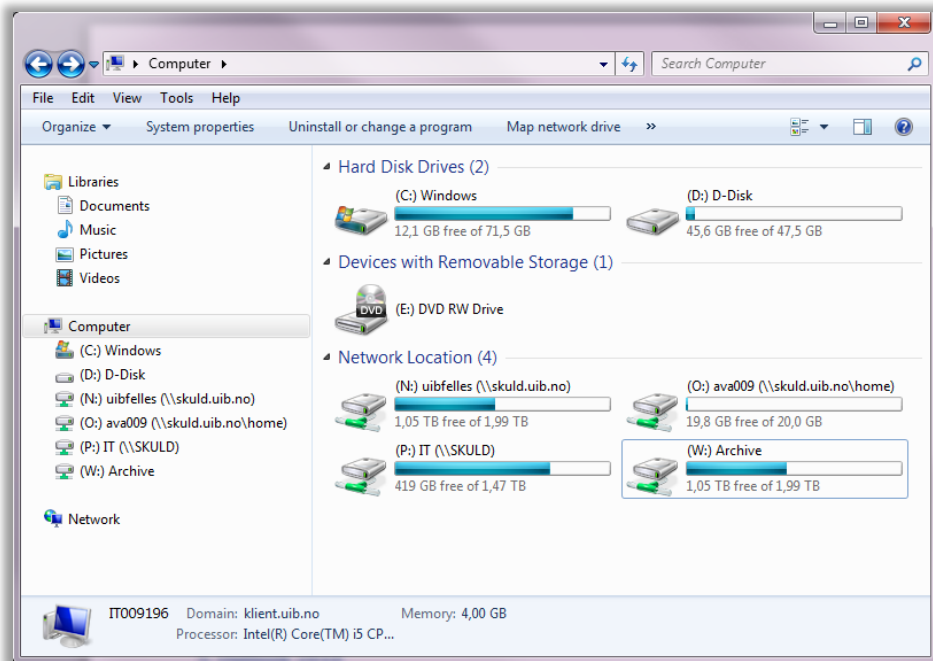 Computer
Search Computer
File Edit View Tools Help
Organize System properties Uninstall or change a program Map network drive »
Libraries
Documents
Music
Pictures
Videos
Computer
(C:) Windows
(D:) D-Disk
(N:) uibfelles (\\skuld.uib.no)
(O:) ava009 (\\skuld.uib.no\home)
(P:) IT (\\SKULD)
(W:) Archive
Network
Hard Disk Drives (2)
(C:) Windows
12,1 GB free of 71,5 GB
(D:) D-Disk
45,6 GB free of 47,5 GB
Devices with Removable Storage (1)
DVD
(E:) DVD RW Drive
Network Location (4)
(N:) uibfelles (\\skuld.uib.no)
1,05 TB free of 1,99 TB
(O:) ava009 (\\skuld.uib.no\home)
19,8 GB free of 20,0 GB
(P:) IT (\\SKULD)
419 GB free of 1,47 TB
(W:) Archive
1,05 TB free of 1,99 TB
IT009196 Domain: klient.uib.no Memory: 4,00 GB
Processor: Intel(R) Core(TM) i5 CP...